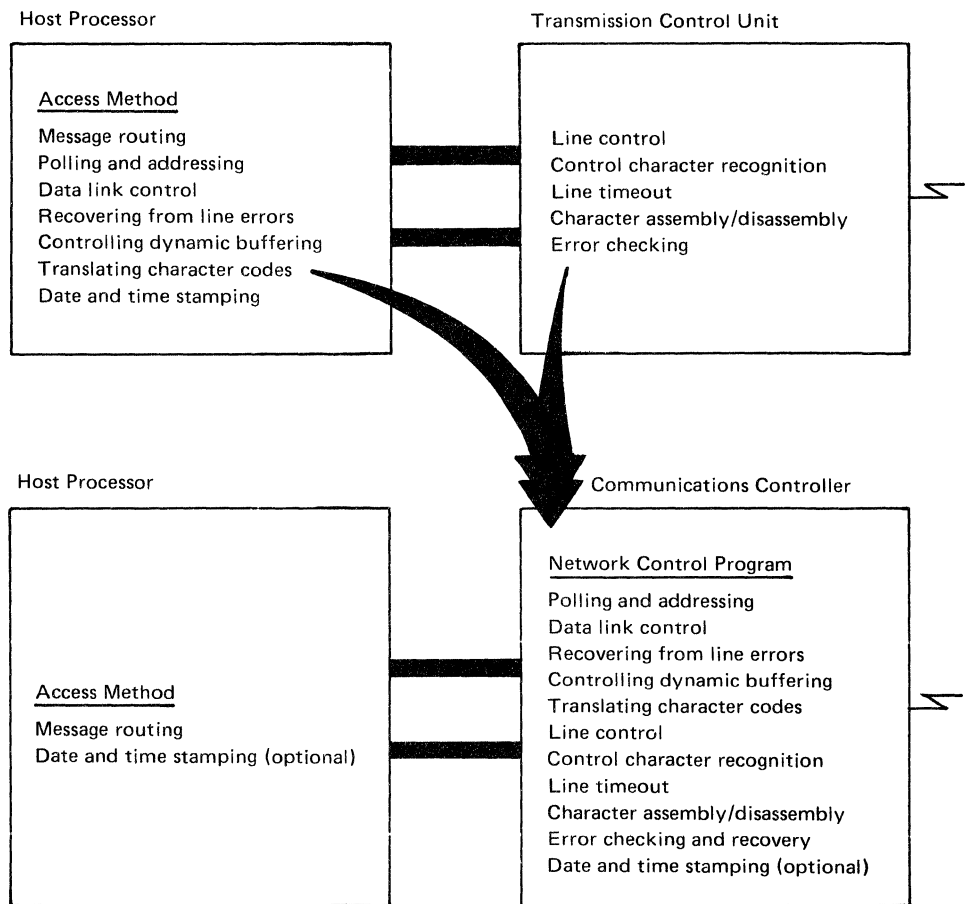 Host Processor
Transmission Control Unit
Access Method
Message routing
Polling and addressing
Data link control
Recovering from line errors
Controlling dynamic buffering
Translating character codes
Date and time stamping
Line control
Control character recognition
Line timeout
Character assembly/disassembly
Error checking
Host Processor
Communications Controller
Access Method
Message routing
Date and time stamping (optional)
Network Control Program
Polling and addressing
Data link control
Recovering from line errors
Controlling dynamic buffering
Translating character codes
Line control
Control character recognition
Line timeout
Character assembly/disassembly
Error checking and recovery
Date and time stamping (optional)